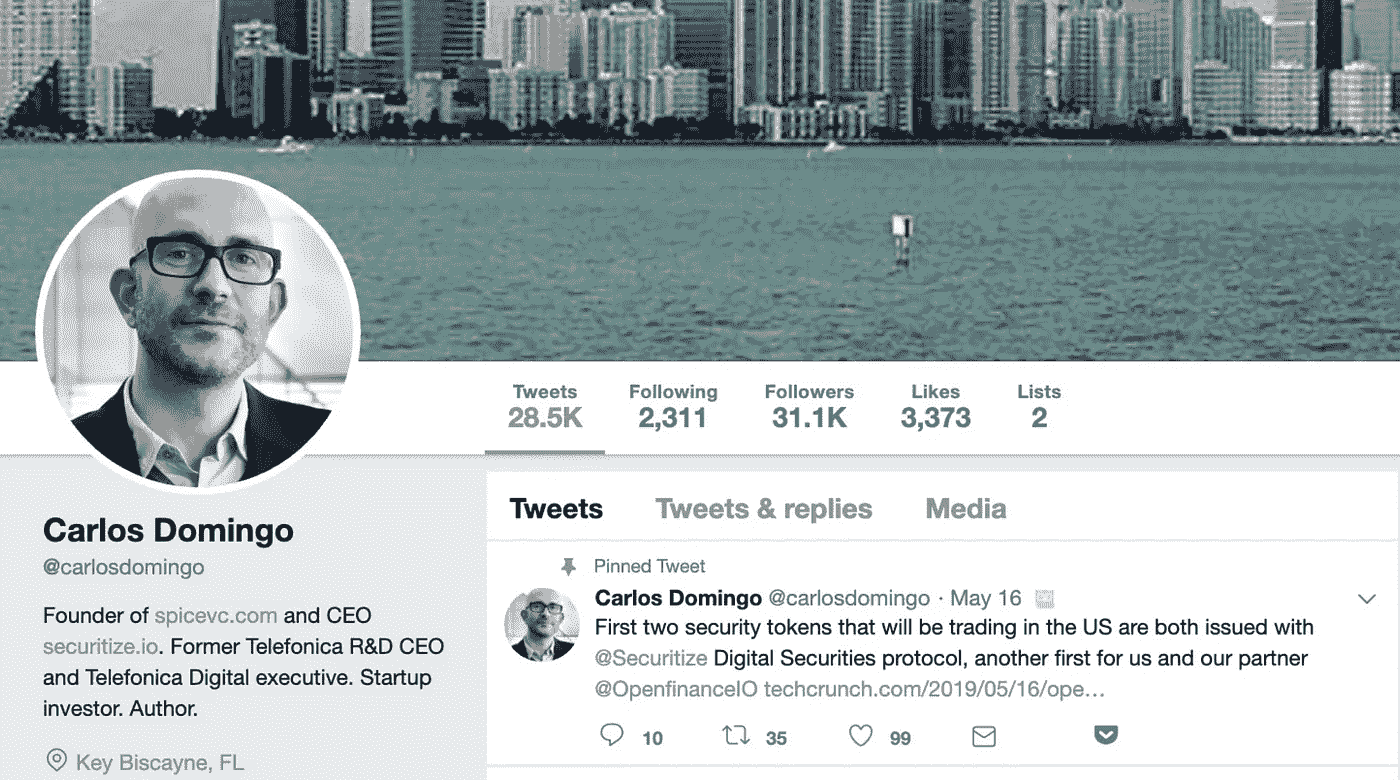 Tweets Following Followers Likes Lists
28.5K 2,311 31.1K 3,373 2
Carlos Domingo
@carlosdomingo
Founder of spicevc.com and CEO
securitize.io. Former Telefonica R&D CEO
and Telefonica Digital executive. Startup
investor. Author.
Key Biscayne, FL
Tweets Tweets & replies Media
Pinned Tweet
Carlos Domingo @carlosdomingo · May 16
First two security tokens that will be trading in the US are both issued with
@Securitize Digital Securities protocol, another first for us and our partner
@OpenfinanceIO techcrunch.com/2019/05/16/ope…
10 35 99